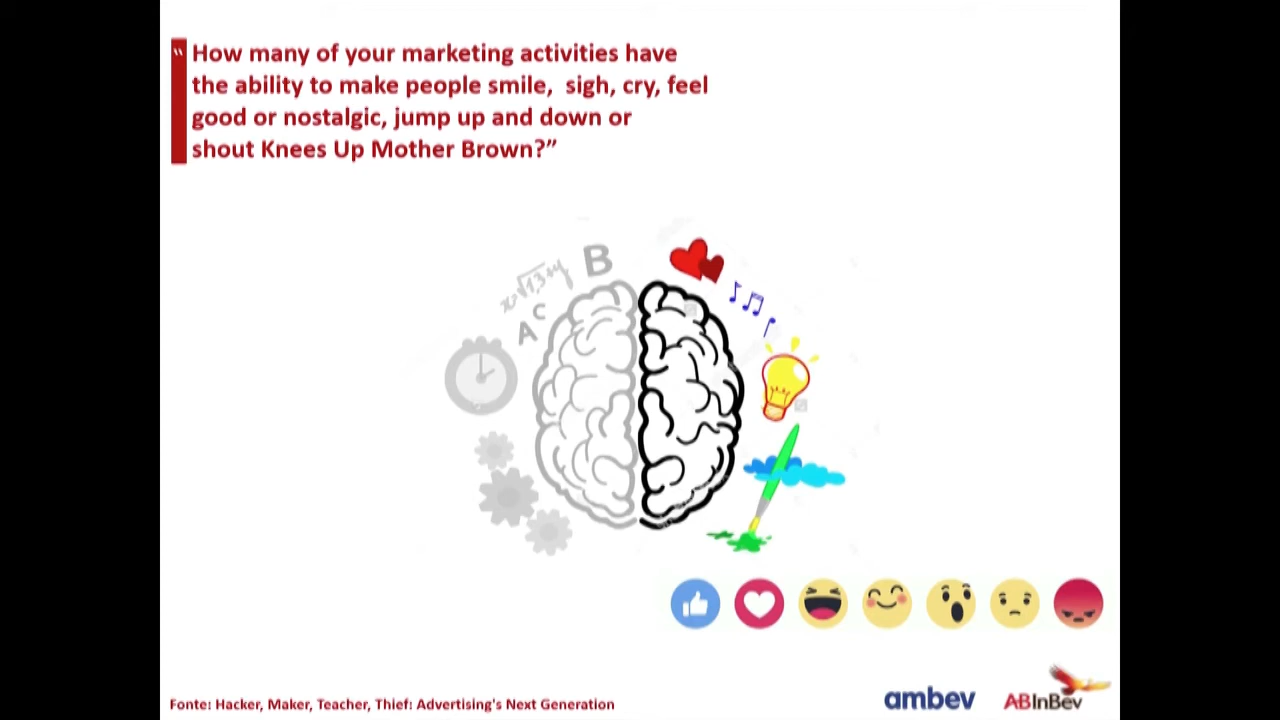 “ How many of your marketing activities have
the ability to make people smile,  sigh, cry, feel
good or nostalgic, jump up and down or
shout Knees Up Mother Brown?”
B
x=√1,3+y
C
A
Fonte: Hacker, Maker, Teacher, Thief: Advertising's Next Generation
ambev
ABInBev